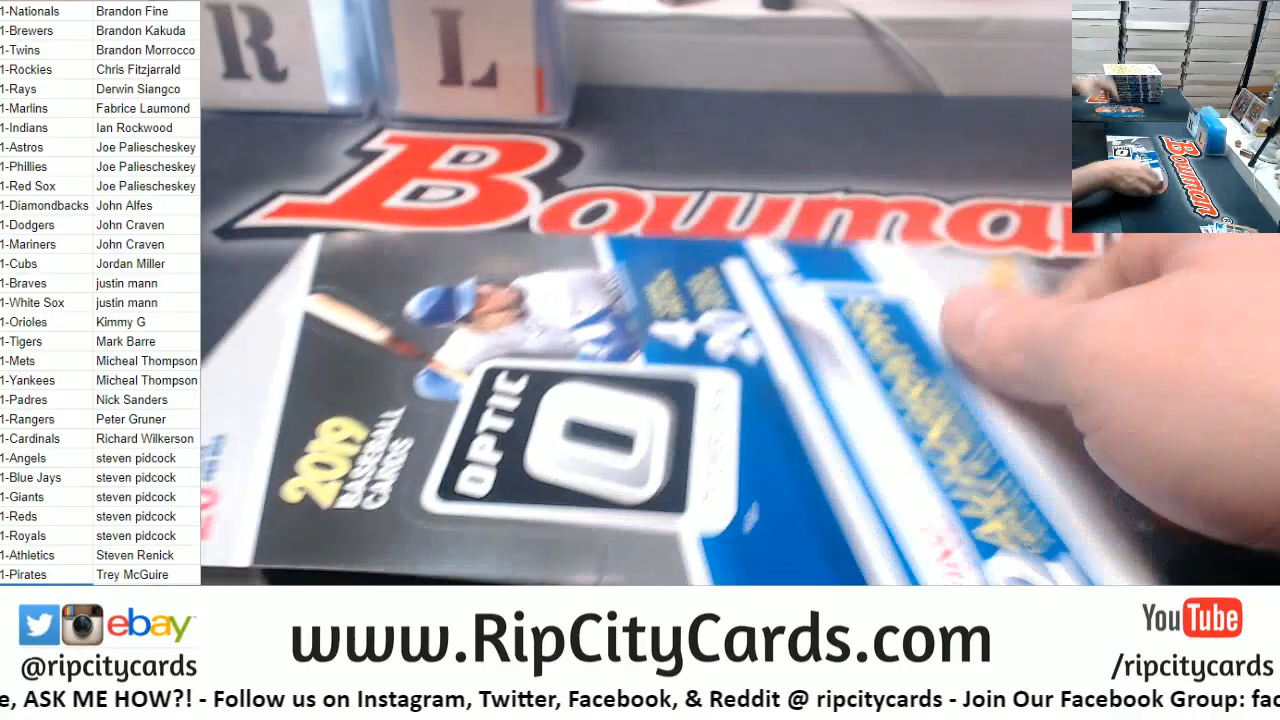 1-Nationals Brandon Fine
1-Brewers Brandon Kakuda
1-Twins Brandon Morrocco
1-Rockies Chris Fitzjarrald
1-Rays Derwin Siangco
1-Marlins Fabrice Laumond
1-Indians Ian Rockwood
1-Astros Joe Paliescheskey
1-Phillies Joe Paliescheskey
1-Red Sox Joe Paliescheskey
1-Diamondbacks John Alfes
1-Dodgers John Craven
1-Mariners John Craven
1-Cubs Jordan Miller
1-Braves justin mann
1-White Sox justin mann
1-Orioles Kimmy G
1-Tigers Mark Barre
1-Mets Micheal Thompson
1-Yankees Micheal Thompson
1-Padres Nick Sanders
1-Rangers Peter Gruner
1-Cardinals Richard Wilkerson
1-Angels steven pidcock
1-Blue Jays steven pidcock
1-Giants steven pidcock
1-Reds steven pidcock
1-Royals steven pidcock
1-Athletics Steven Renick
1-Pirates Trey McGuire
R L
Bowman
2019
BASEBALL
CARDS
OPTIC
Bowman
ebay
@ripcitycards
www.RipCityCards.com
YouTube
/ripcitycards
e, ASK ME HOW?! - Follow us on Instagram, Twitter, Facebook, & Reddit @ ripcitycards - Join Our Facebook Group: fac